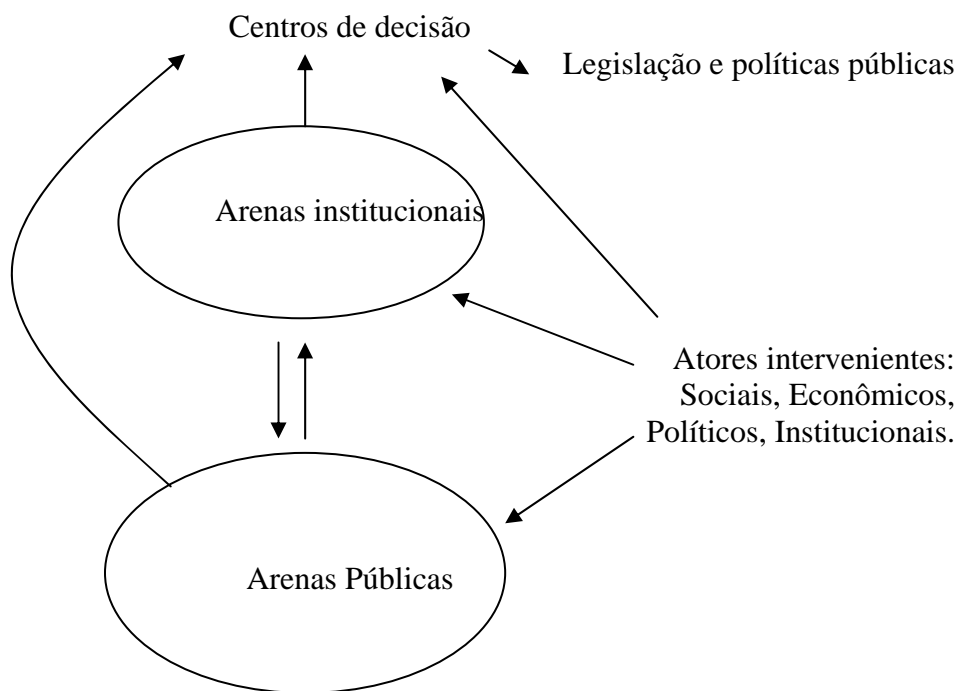 Centros de decisão
Legislação e políticas públicas
Arenas institucionais
Atores intervenientes:
Sociais, Econômicos,
Políticos, Institucionais.
Arenas Públicas